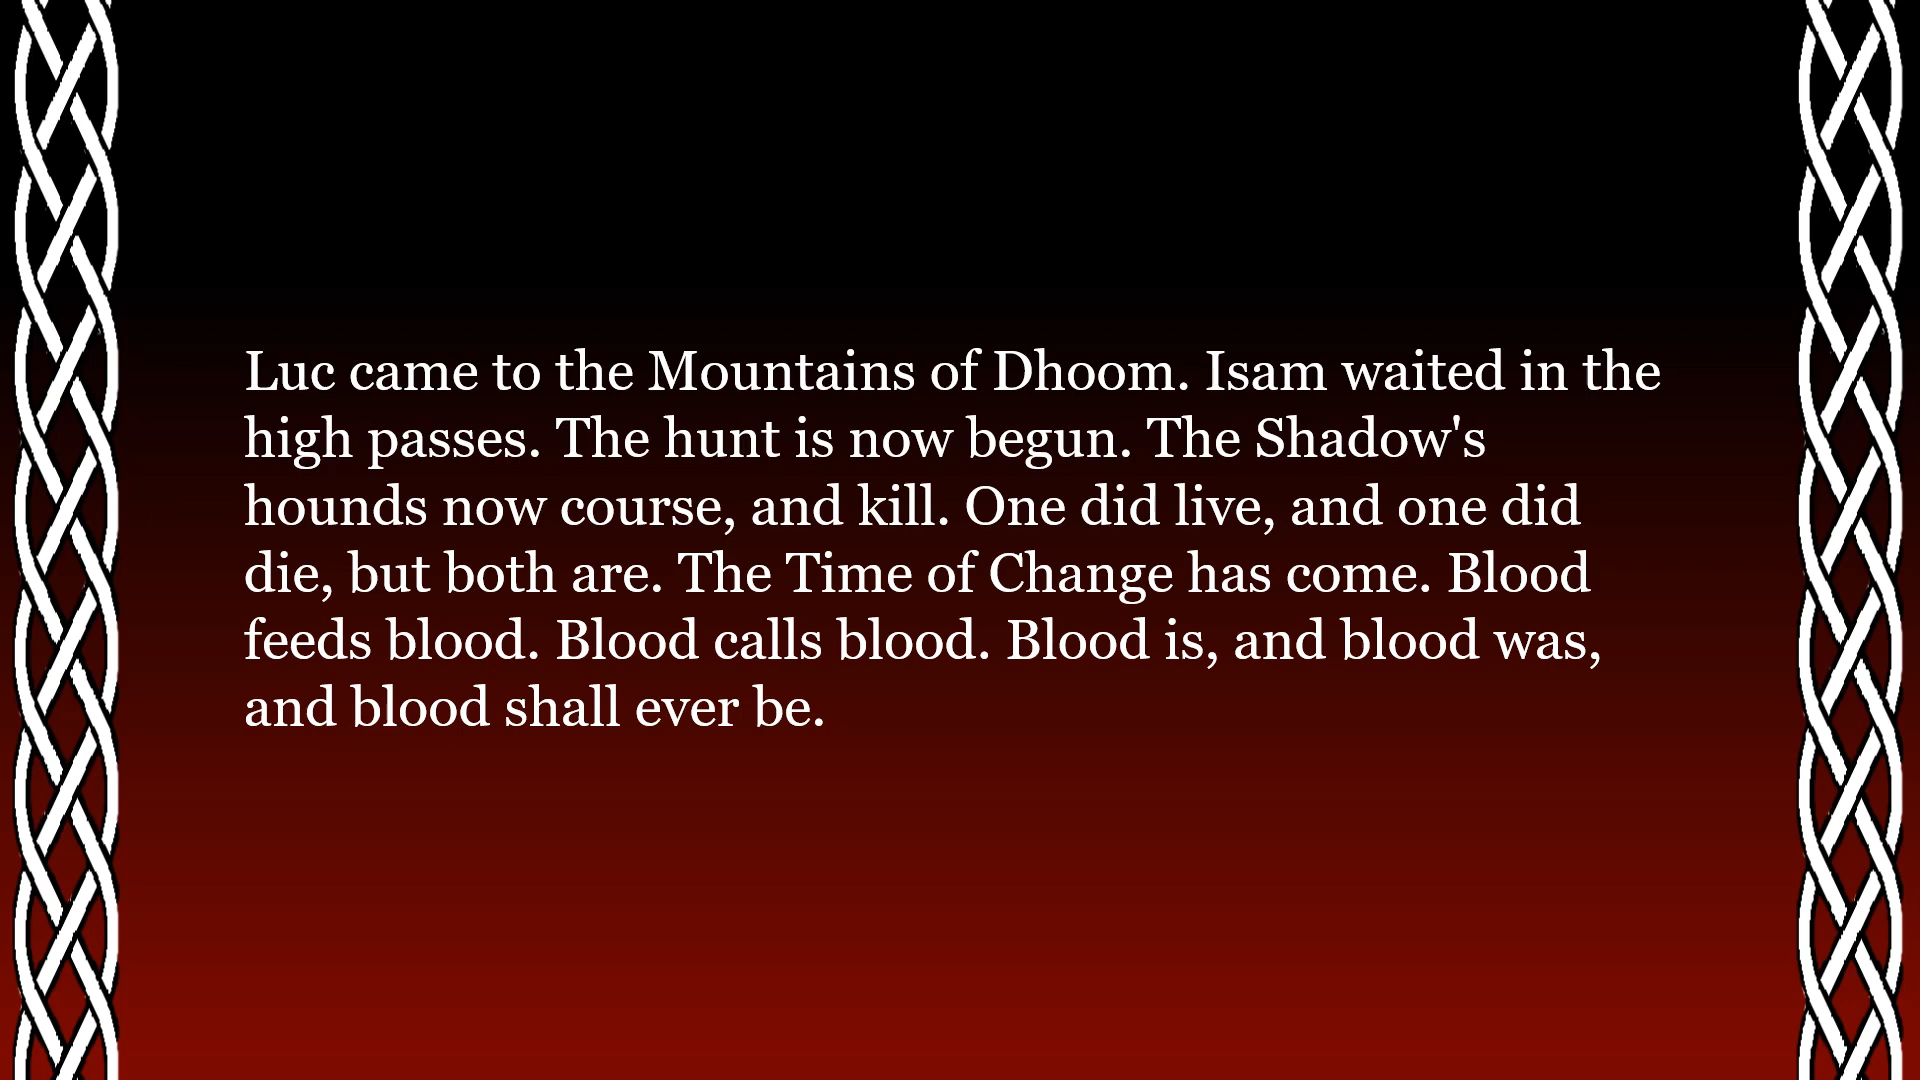 Luc came to the Mountains of Dhoom. Isam waited in the
high passes. The hunt is now begun. The Shadow's
hounds now course, and kill. One did live, and one did
die, but both are. The Time of Change has come. Blood
feeds blood. Blood calls blood. Blood is, and blood was,
and blood shall ever be.